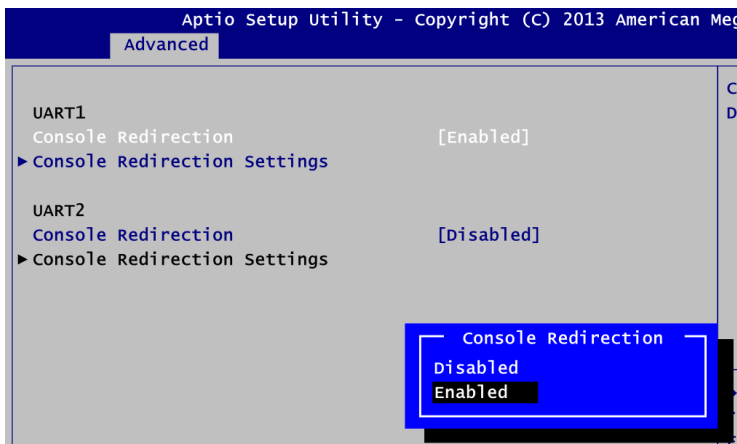 Aptio Setup Utility – Copyright (C) 2013 American
Advanced
UART1
Console Redirection [Enabled]
► Console Redirection Settings
UART2
Console Redirection [Disabled]
► Console Redirection Settings
Console Redirection
Disabled
Enabled